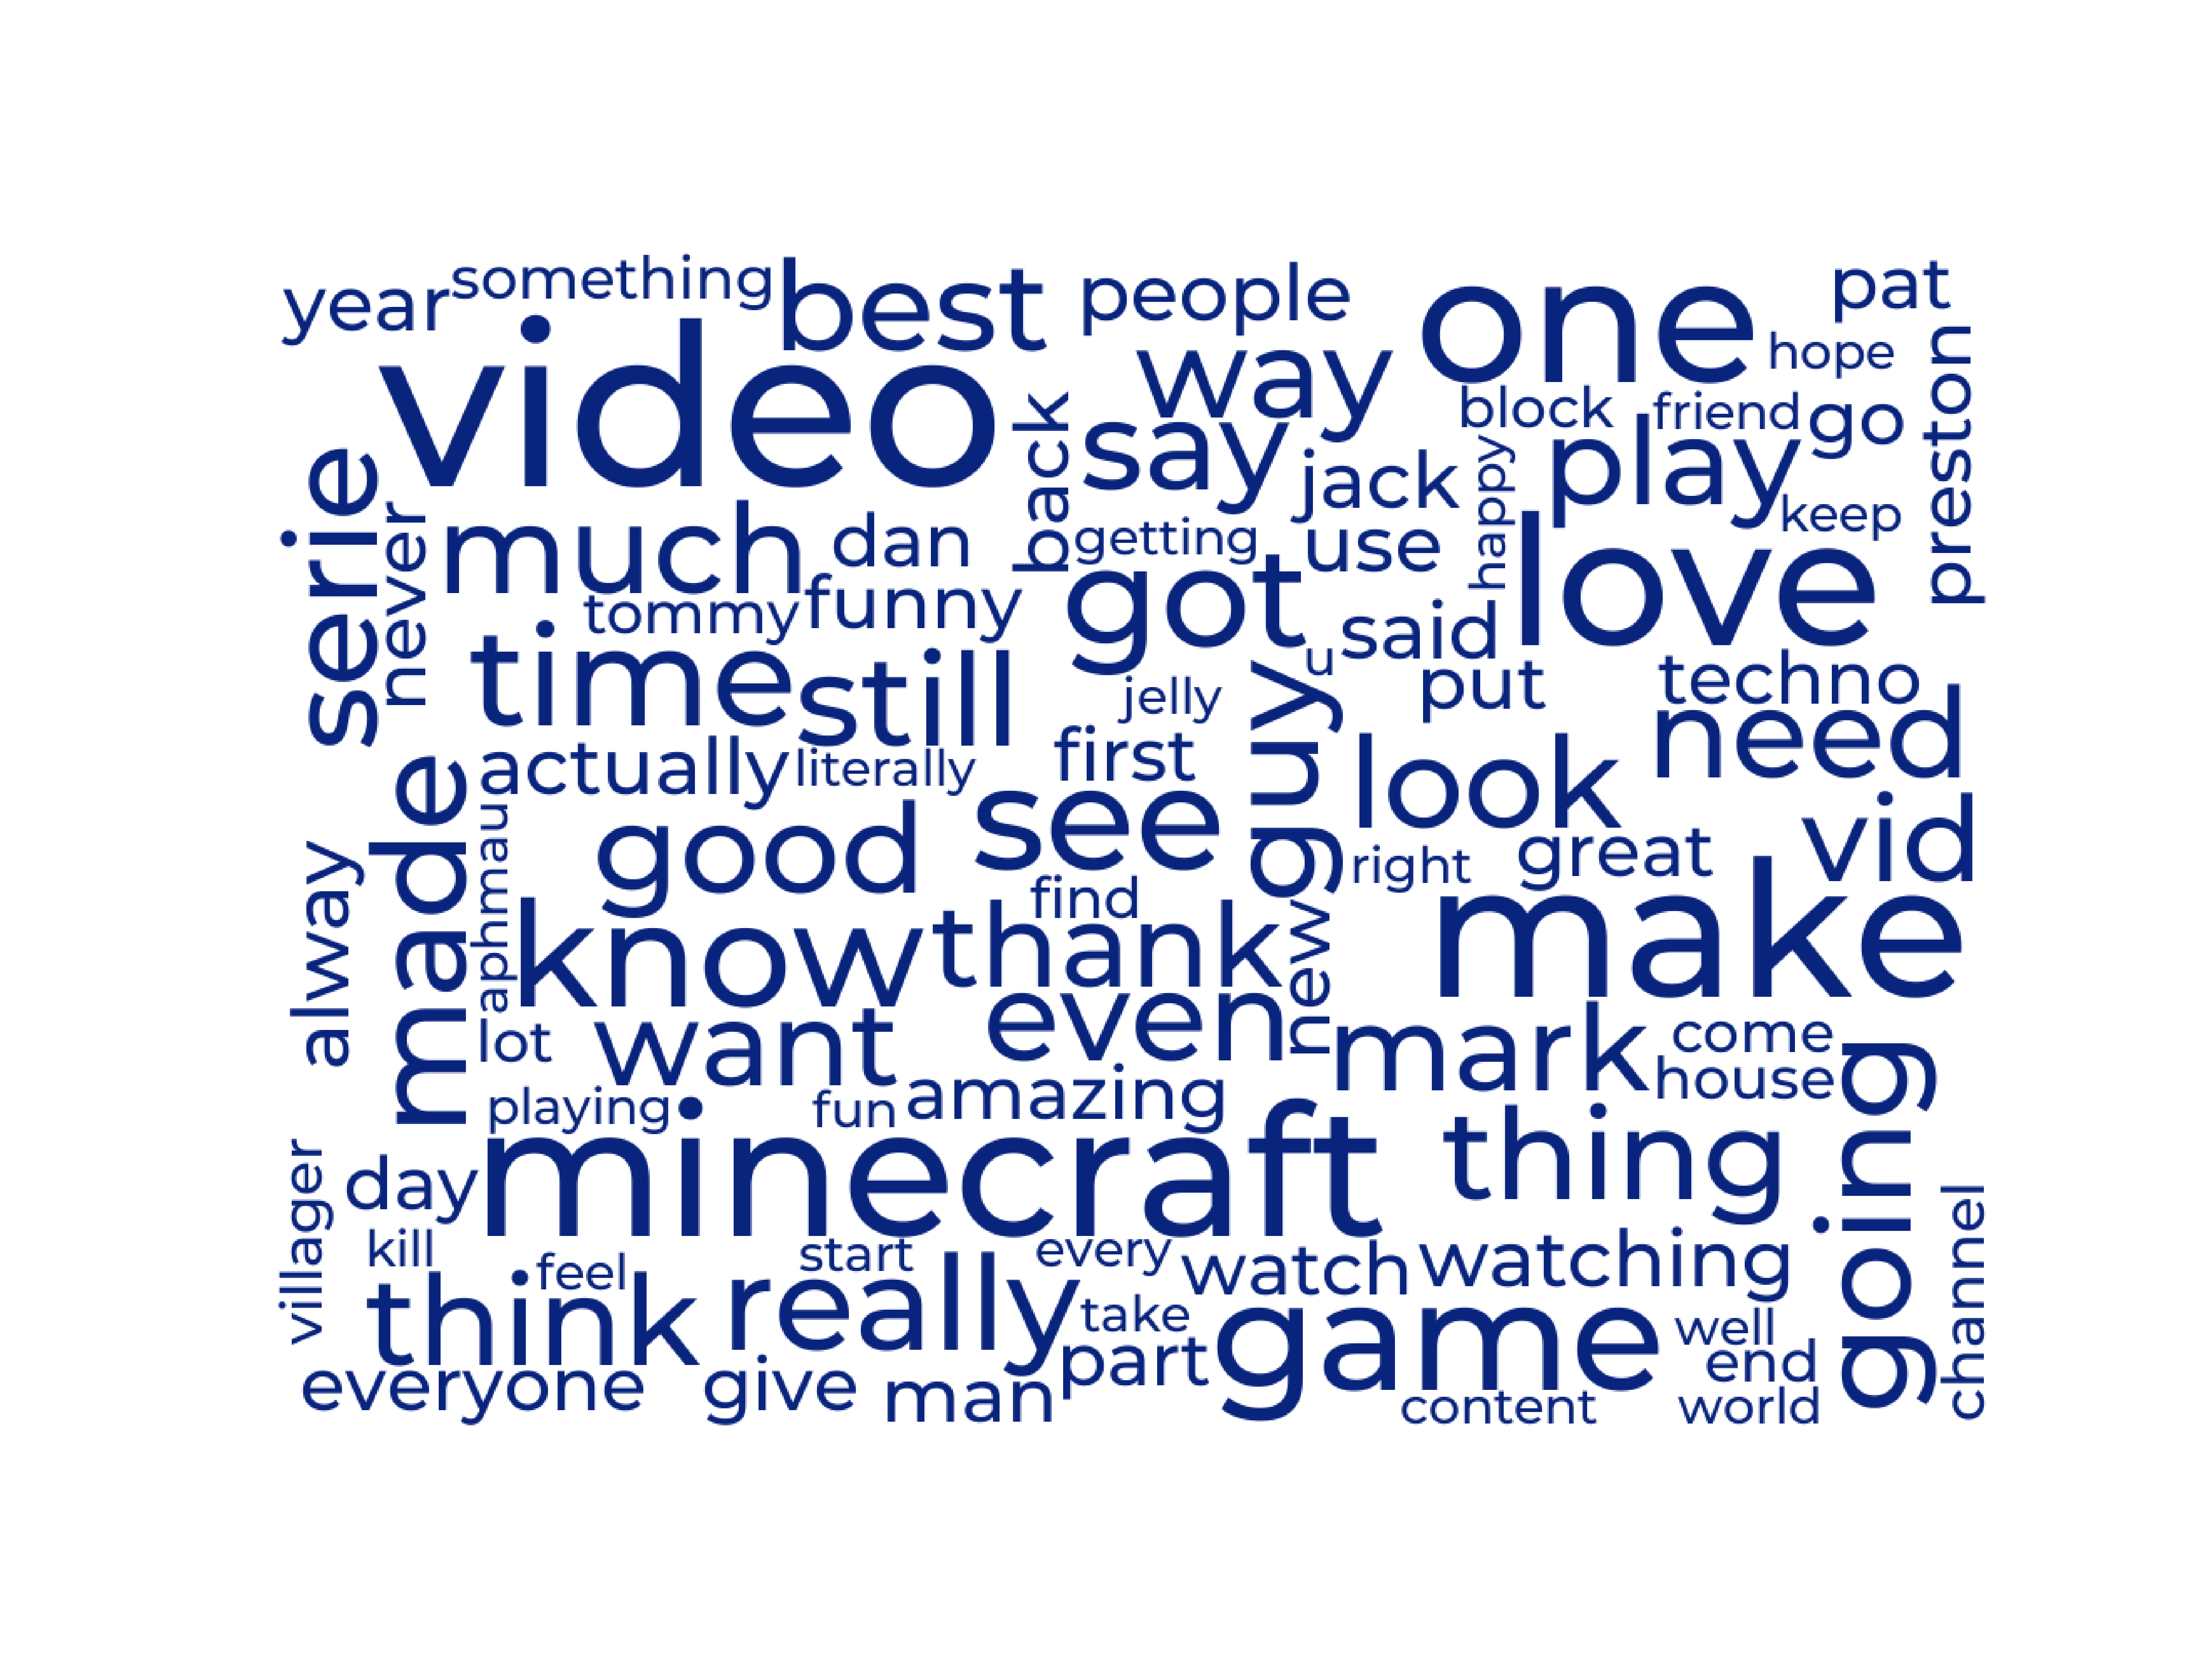 year something best people one pat
video way hope
back say block friend go preston
serie never much dan jack happy play keep
getting use love
tommy funny got said
time still u put techno
jelly guy need
actually literally first look
made aphmau good see right great vid
alway find make
know thank new
lot want even mark come
playing fun amazing house going
villager day minecraft thing channel
kill feel start every watch watching
think really take game well
everyone give man part content end
world